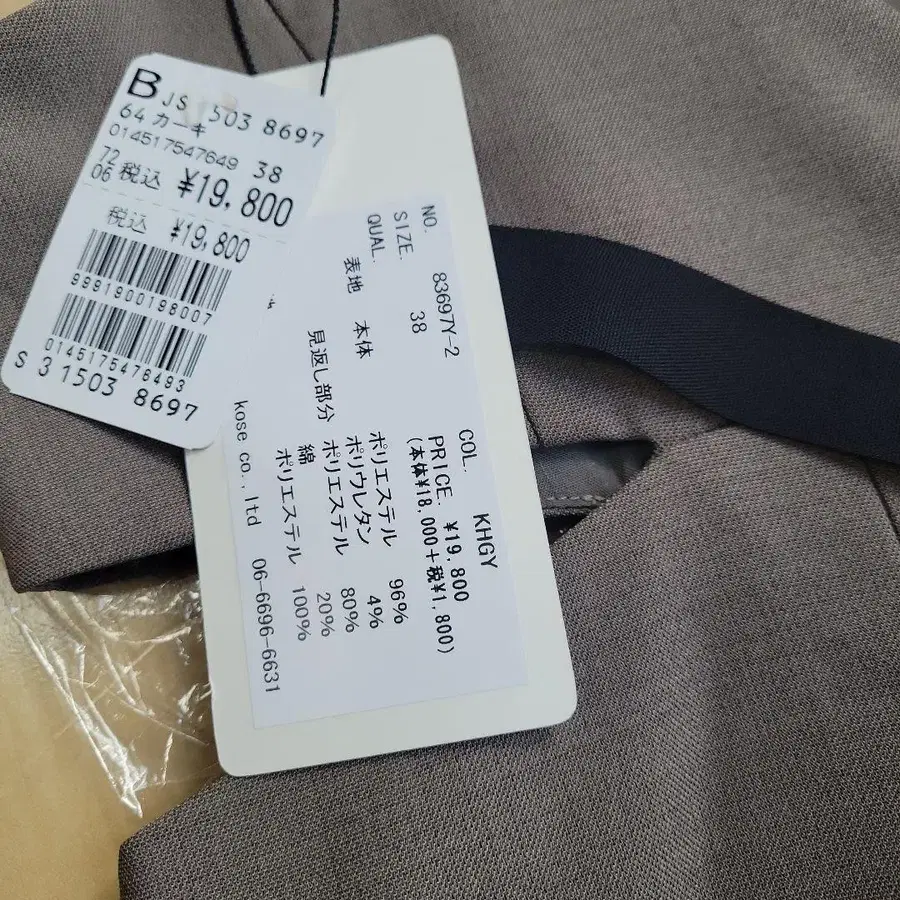 B JS 503 8697
64 カーキ
014517547649 38
72
06 税込 ¥19,800
税込 ¥19,800
9991900198007
0145175476493
S 3 1503 8697
NO. 83697Y-2 COL. KHGY
SIZE. 38 PRICE. ¥19,800
(本体¥18,000+税¥1,800)
QUAL.
表地 本体 ポリエステル 96%
ポリウレタン 4%
見返し部分 ポリエステル 80%
綿 20%
ポリエステル 100%
kose co.,ltd 06-6696-6631